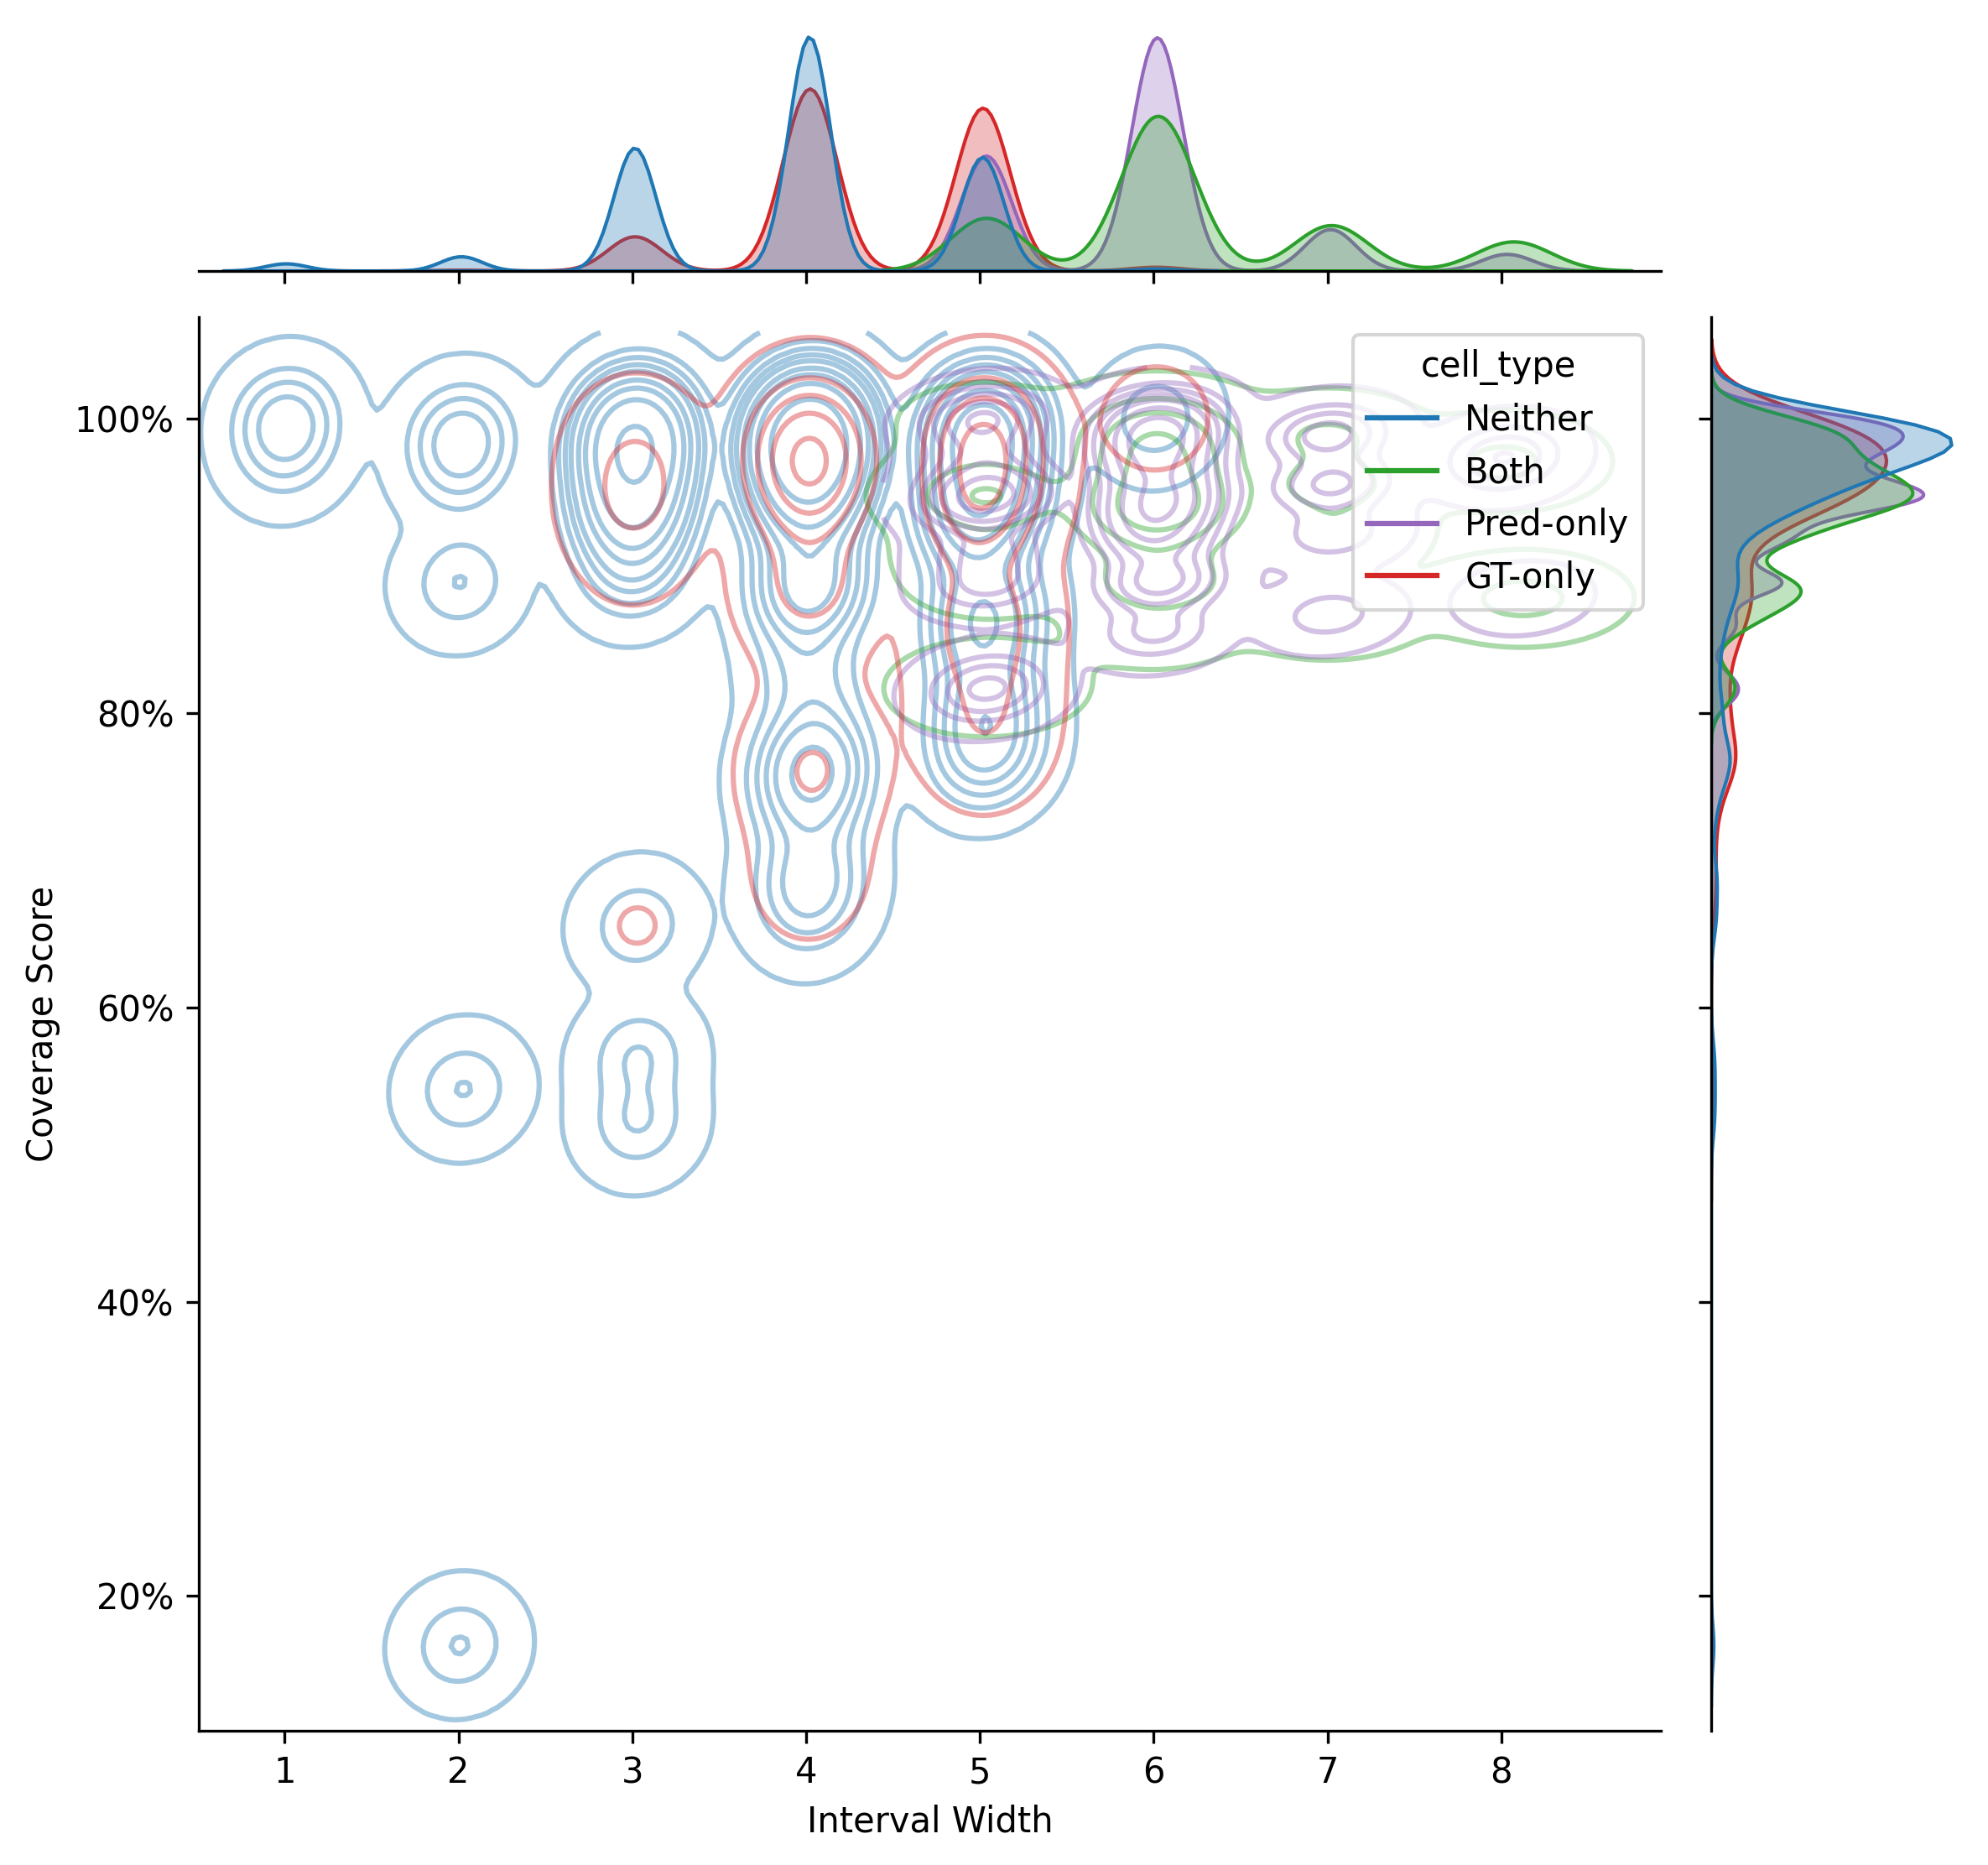 cell_type
Neither
Both
Pred-only
GT-only
100%
80%
60%
40%
20%
Coverage Score
1 2 3 4 5 6 7 8
Interval Width